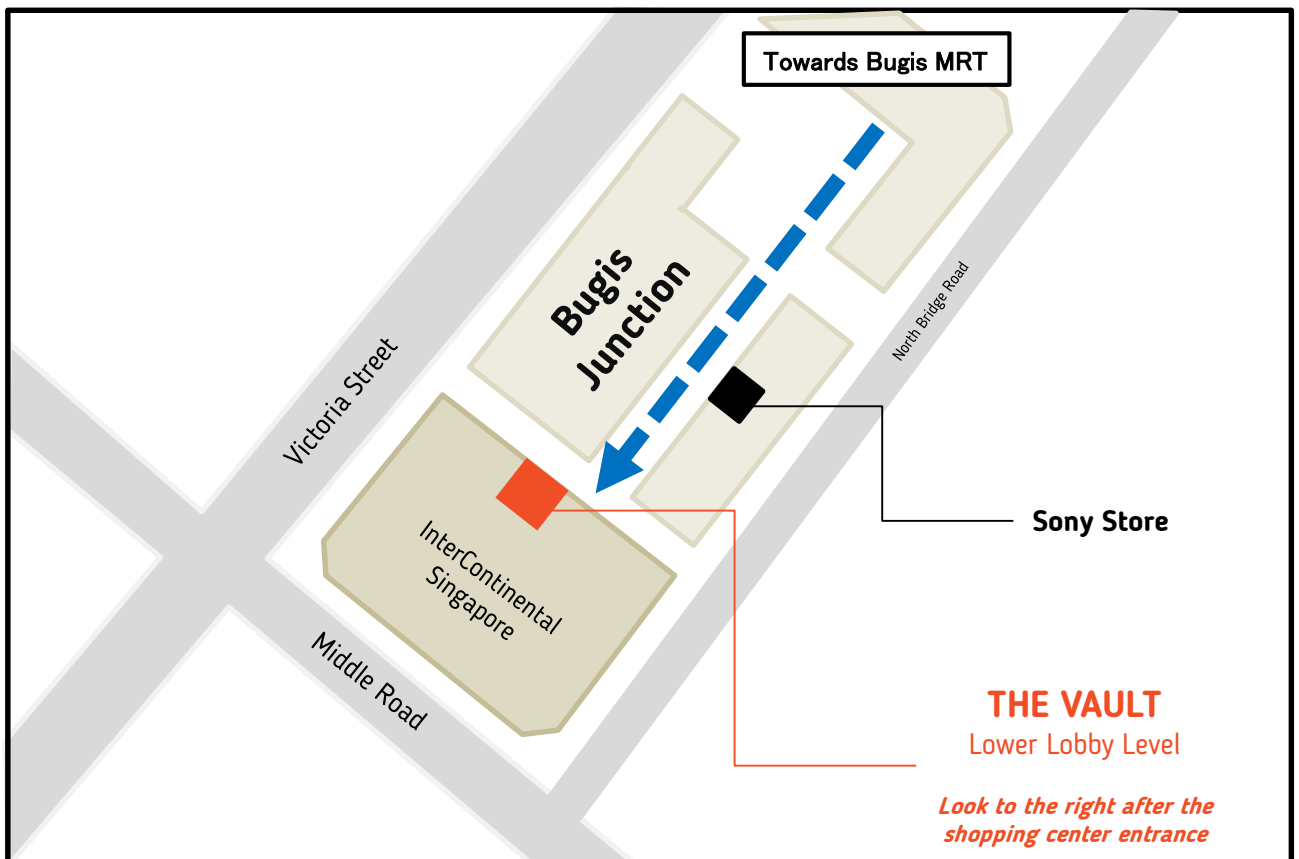 Towards Bugis MRT
Bugis
Junction
North Bridge Road
Victoria Street
Sony Store
InterContinental
Singapore
Middle Road
THE VAULT
Lower Lobby Level
Look to the right after the
shopping center entrance